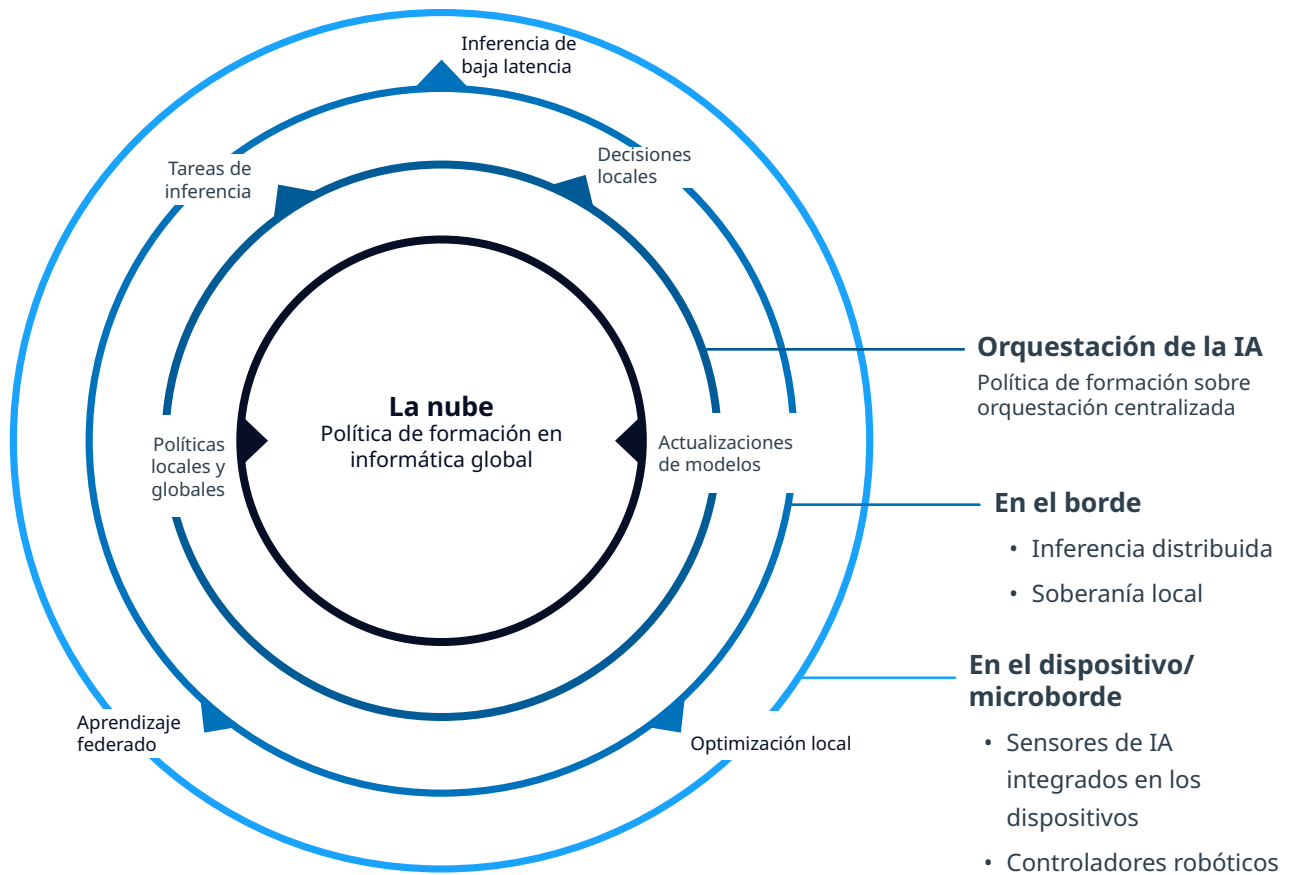 Inferencia de
baja latencia
Tareas de
inferencia
Decisiones
locales
La nube
Política de formación en
informática global
Políticas
locales y
globales
Actualizaciones
de modelos
Aprendizaje
federado
Optimización local
Orquestación de la IA
Política de formación sobre
orquestación centralizada
En el borde
• Inferencia distribuida
• Soberanía local
En el dispositivo/
microborde
• Sensores de IA
integrados en los
dispositivos
• Controladores robóticos